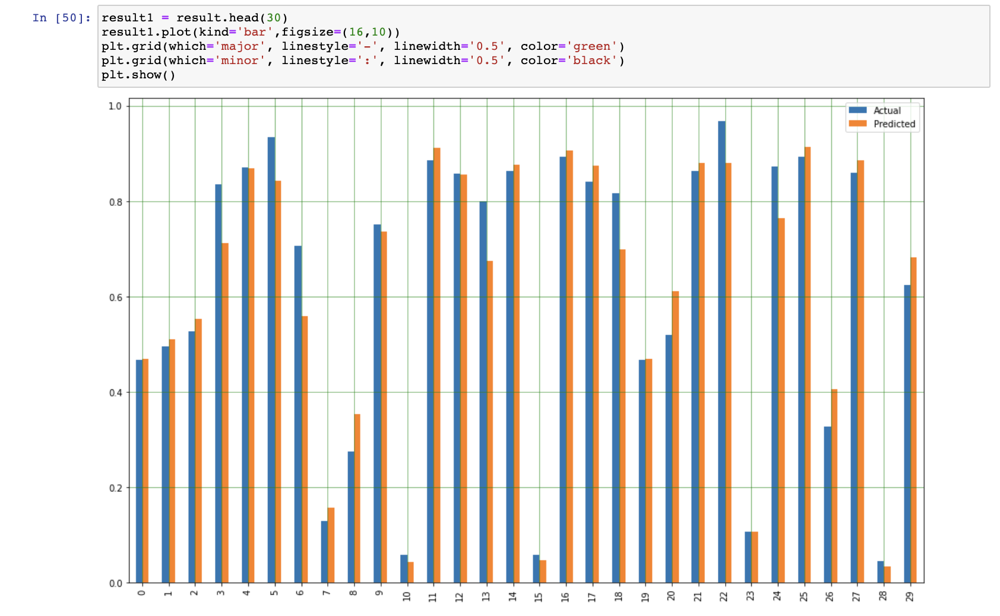 In [50]: result1 = result.head(30)
result1.plot(kind='bar',figsize=(16,10))
plt.grid(which='major', linestyle='-', linewidth='0.5', color='green')
plt.grid(which='minor', linestyle=':', linewidth='0.5', color='black')
plt.show()
Actual
Predicted
1.0
0.8
0.6
0.4
0.2
0.0
0 1 2 3 4 5 6 7 8 9 10 11 12 13 14 15 16 17 18 19 20 21 22 23 24 25 26 27 28 29